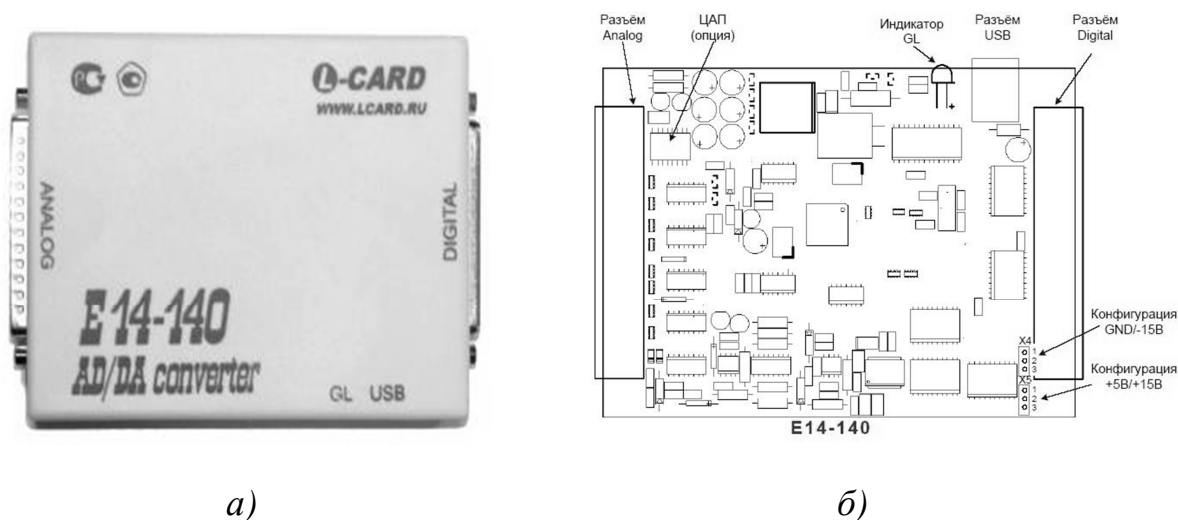 L-CARD
WWW.LCARD.RU
ANALOG
DIGITAL
E 14-140
AD/DA converter
GL USB
а)
Разъём
Analog
ЦАП
(опция)
Индикатор
GL
Разъём
USB
Разъём
Digital
Конфигурация
GND/-15В
X4
1
2
3
Конфигурация
+5В/+15В
X5
1
2
3
E14-140
б)